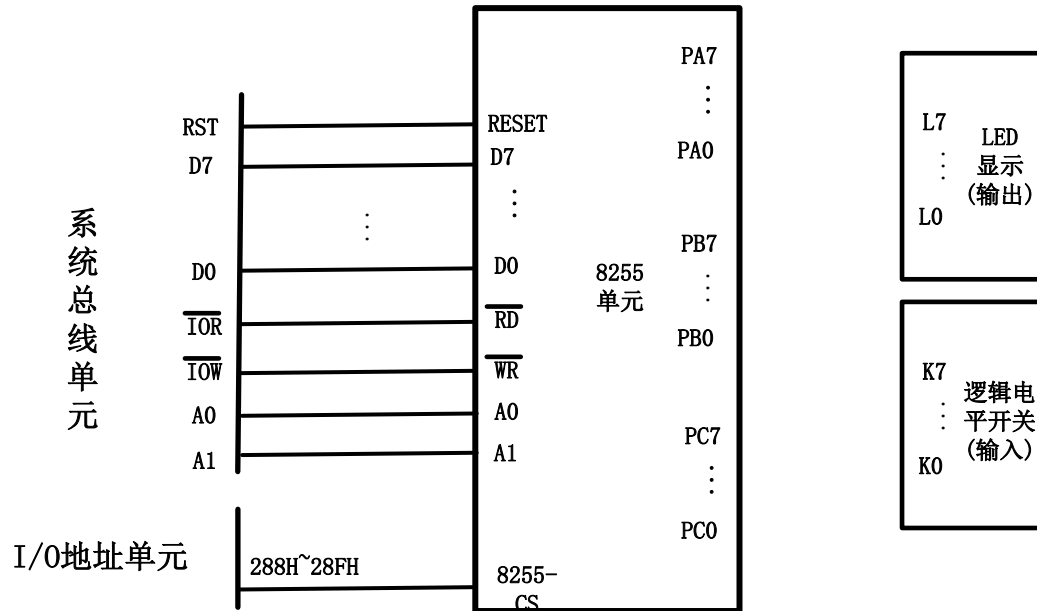 系统总线单元
RST
D7
⋮
D0
IOR
IOW
A0
A1
I/O地址单元
288H~28FH
RESET
D7
⋮
D0
RD
WR
A0
A1
8255-
CS
8255
单元
PA7
⋮
PA0
PB7
⋮
PB0
PC7
⋮
PC0
L7
⋮
L0
LED
显示
(输出)
K7
⋮
K0
逻辑电
平开关
(输入)